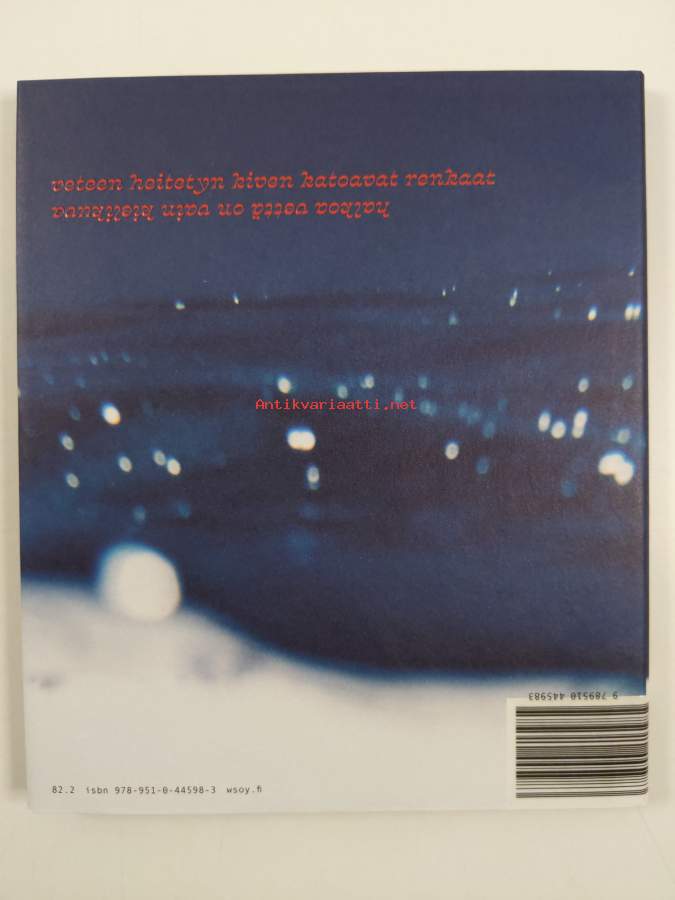 veteen heitetyn kiven katoavat renkaat
halkoa vettä on vain kielikuva
Antikvariaatti.net
9 789510 445983
82.2 isbn 978-951-0-44598-3 wsoy.fi